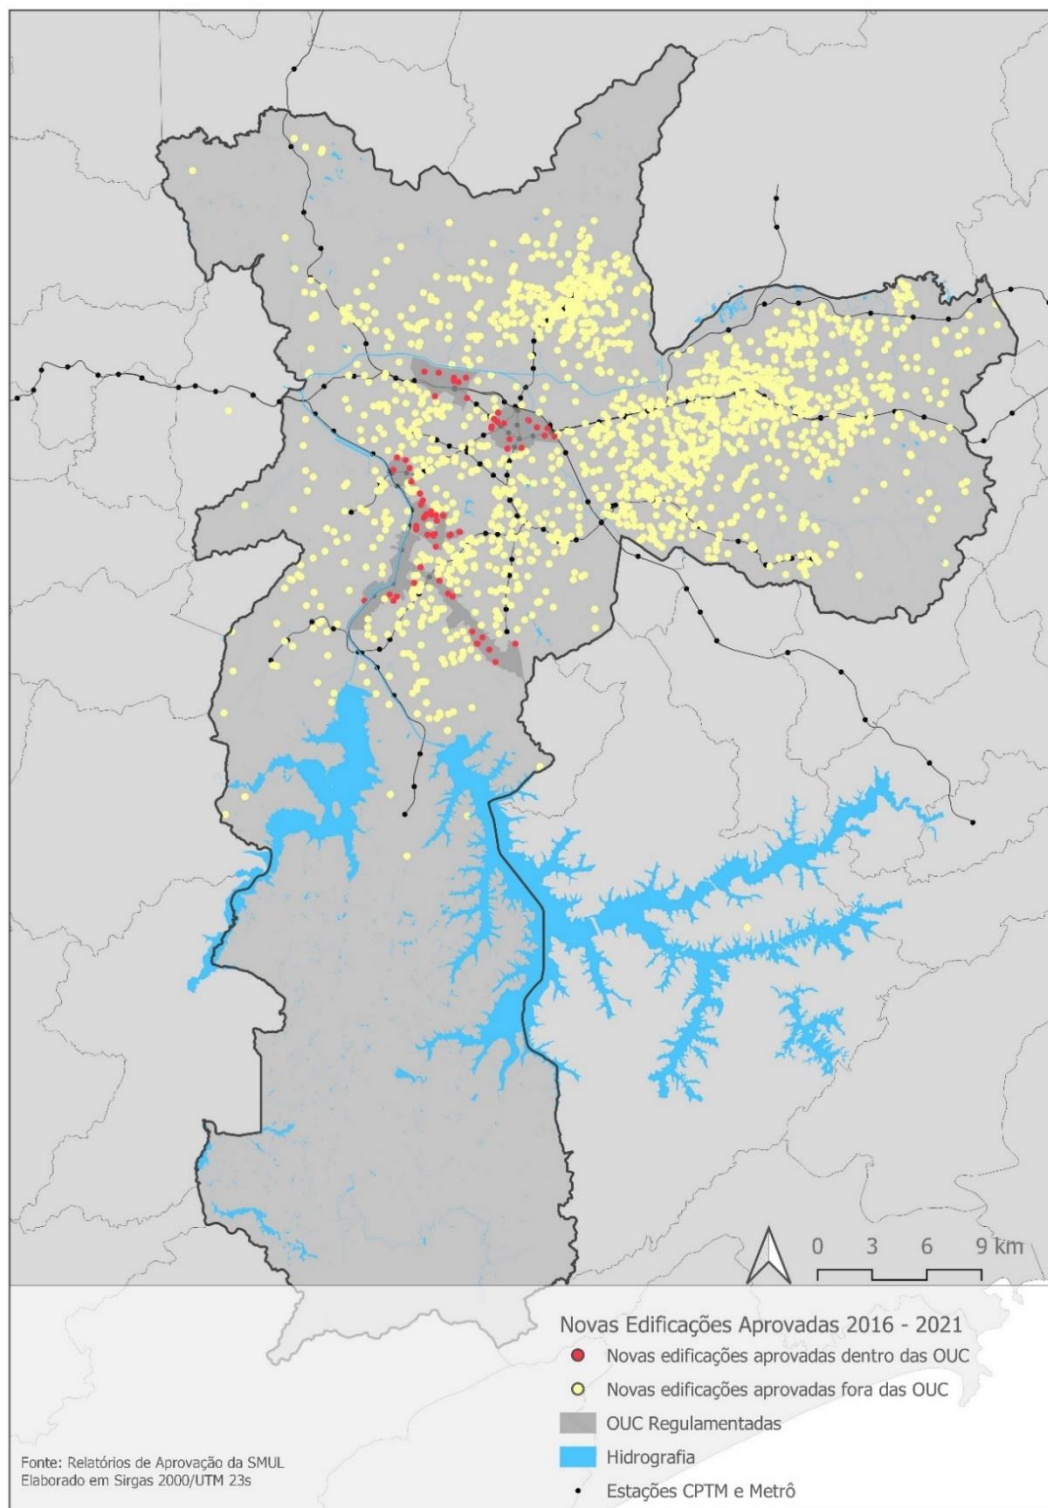 0 3 6 9 km
Novas Edificações Aprovadas 2016 - 2021
Novas edificações aprovadas dentro das OUC
Novas edificações aprovadas fora das OUC
OUC Regulamentadas
Hidrografia
Estações CPTM e Metrô
Fonte: Relatórios de Aprovação da SMUL
Elaborado em Sirgas 2000/UTM 23s